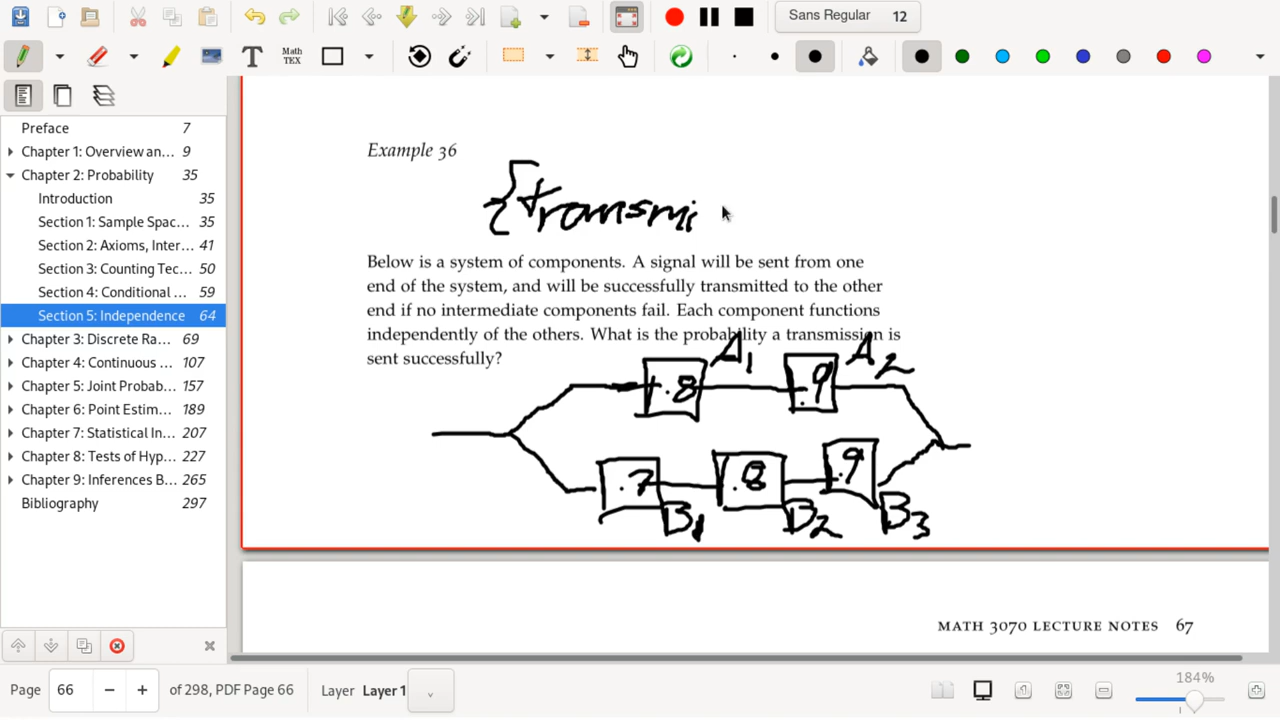 Sans Regular 12
Math
TEX
Preface 7
Chapter 1: Overview an... 9
Chapter 2: Probability 35
Introduction 35
Section 1: Sample Spac... 35
Section 2: Axioms, Inter... 41
Section 3: Counting Tec... 50
Section 4: Conditional ... 59
Section 5: Independence 64
Chapter 3: Discrete Ra... 69
Chapter 4: Continuous ... 107
Chapter 5: Joint Probab... 157
Chapter 6: Point Estim... 189
Chapter 7: Statistical In... 207
Chapter 8: Tests of Hyp... 227
Chapter 9: Inferences B... 265
Bibliography 297
Example 36
{transmi
Below is a system of components. A signal will be sent from one
end of the system, and will be successfully transmitted to the other
end if no intermediate components fail. Each component functions
independently of the others. What is the probability a transmission is
sent successfully?
A1 A2
.8 .9
.7 .8 .9
B1 B2 B3
MATH 3070 LECTURE NOTES 67
Page 66 of 298, PDF Page 66 Layer Layer 1
184%